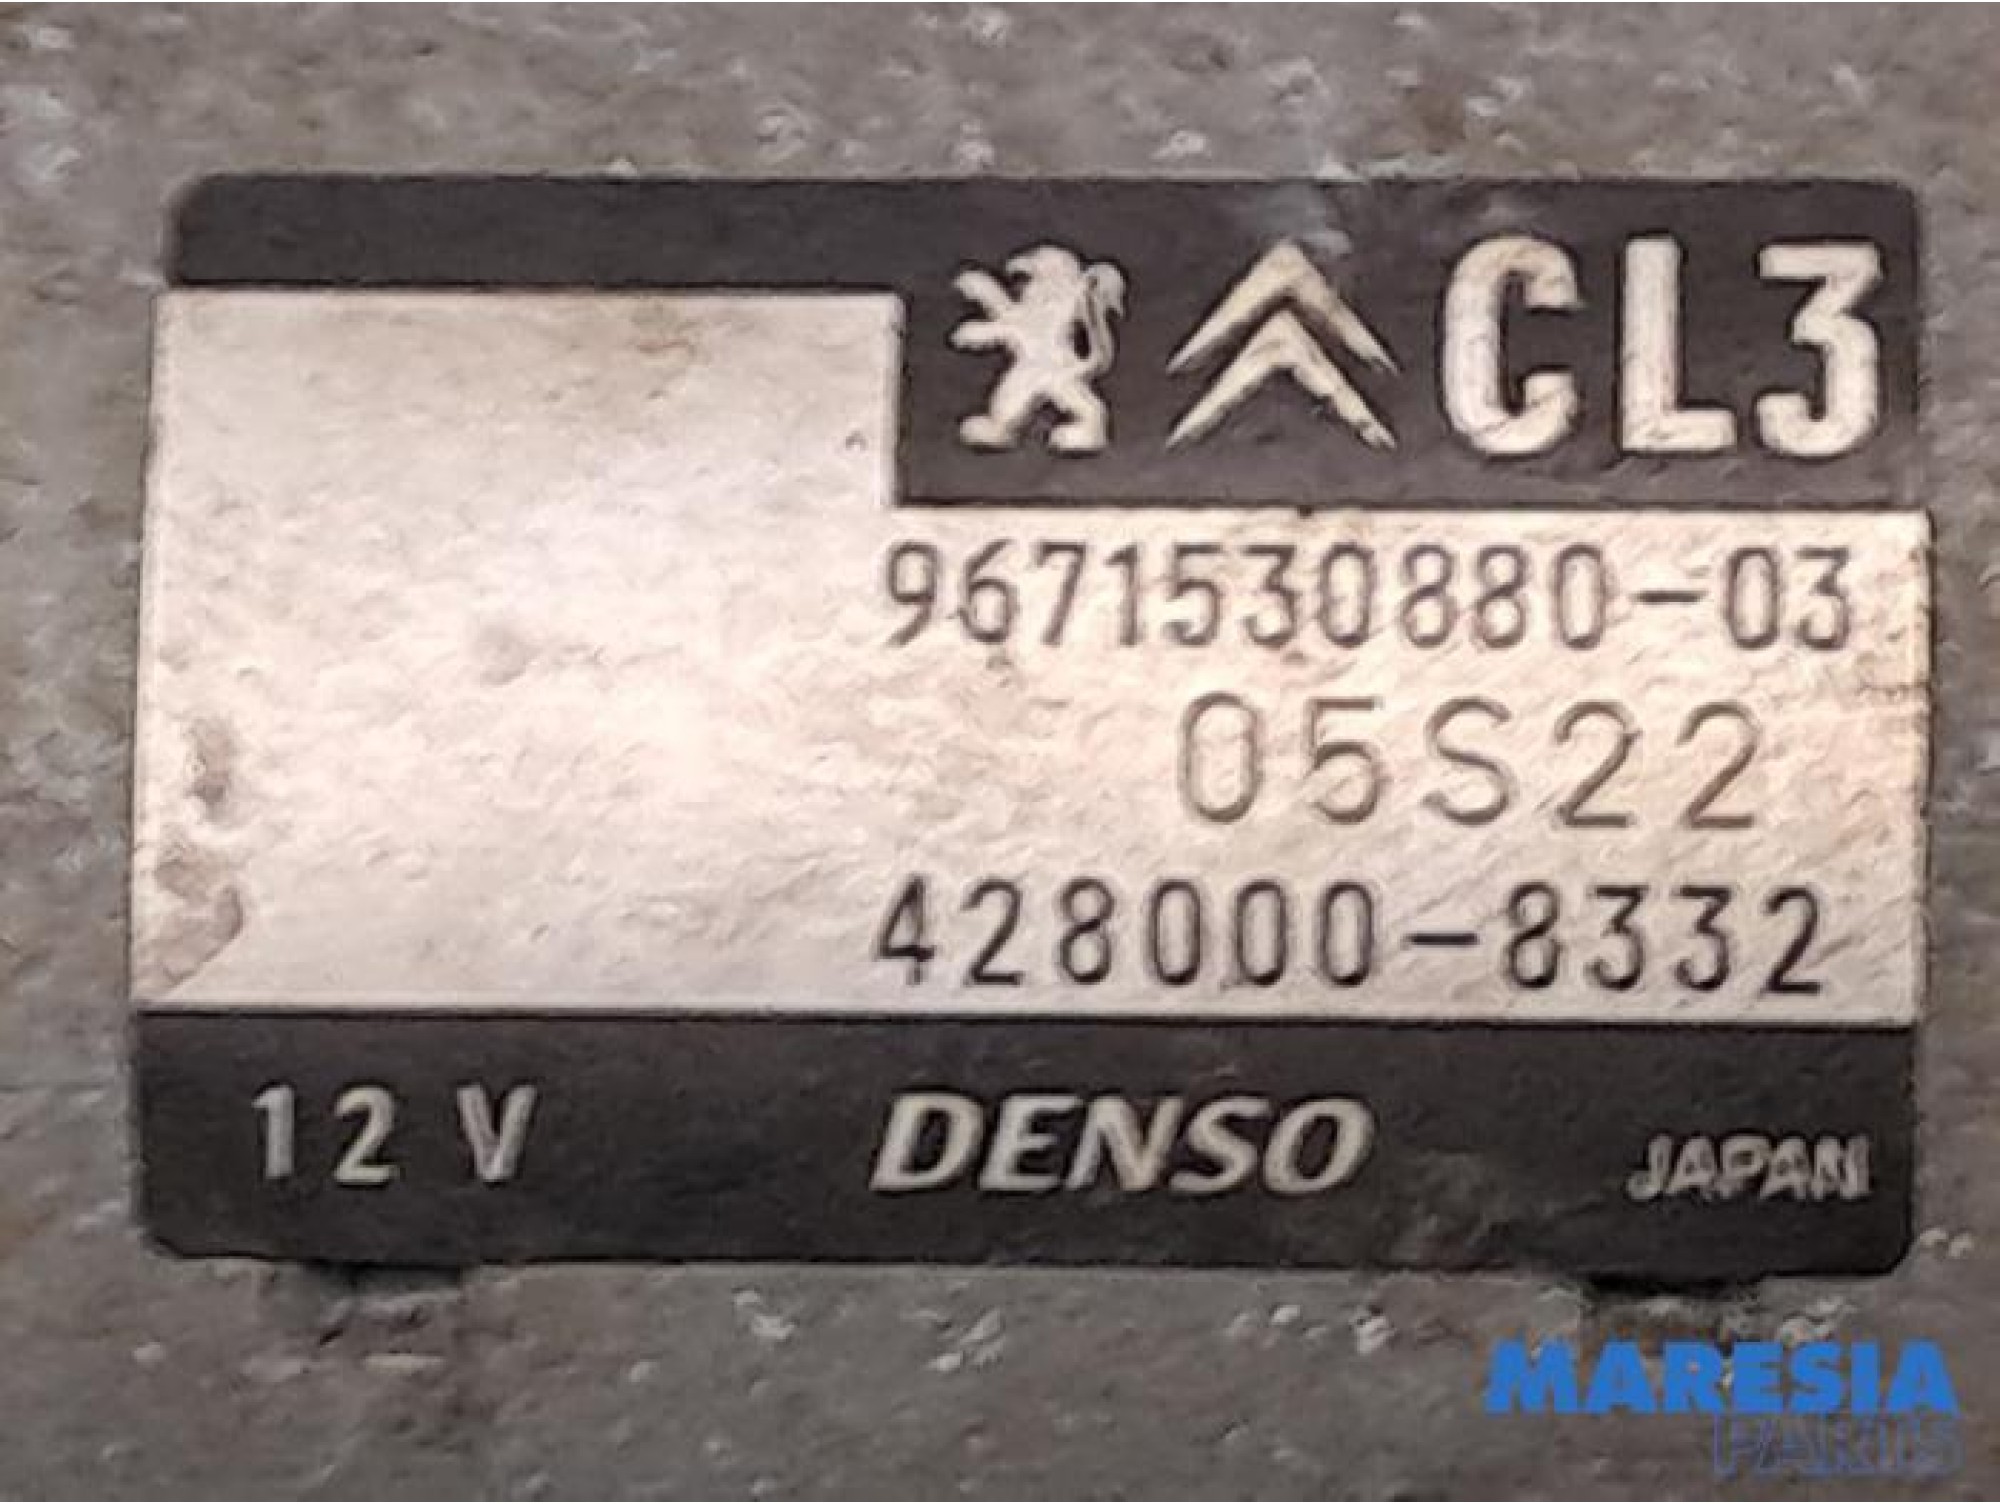 CL3
9671530880-03
05S22
428000-8332
12 V DENSO JAPAN
MARESIA
PARTS